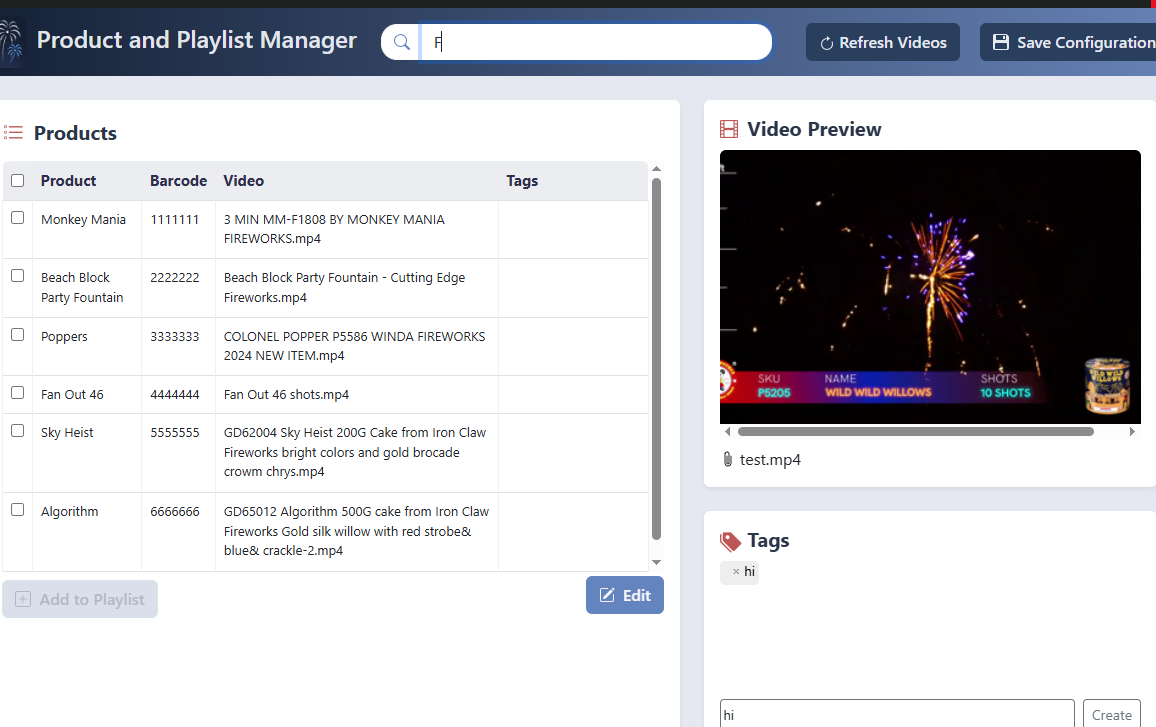 Product and Playlist Manager
F
Refresh Videos
Save Configuration
Products
Product Barcode Video Tags
Monkey Mania 1111111 3 MIN MM-F1808 BY MONKEY MANIA
FIREWORKS.mp4
Beach Block 2222222 Beach Block Party Fountain - Cutting Edge
Party Fountain Fireworks.mp4
Poppers 3333333 COLONEL POPPER P5586 WINDA FIREWORKS
2024 NEW ITEM.mp4
Fan Out 46 4444444 Fan Out 46 shots.mp4
Sky Heist 5555555 GD62004 Sky Heist 200G Cake from Iron Claw
Fireworks bright colors and gold brocade
crowm chrys.mp4
Algorithm 6666666 GD65012 Algorithm 500G cake from Iron Claw
Fireworks Gold silk willow with red strobe&
blue& crackle-2.mp4
Add to Playlist
Edit
Video Preview
SKU NAME SHOTS
P5205 WILD WILD WILLOWS 10 SHOTS
WILD WILD
WILLOWS
test.mp4
Tags
× hi
hi
Create